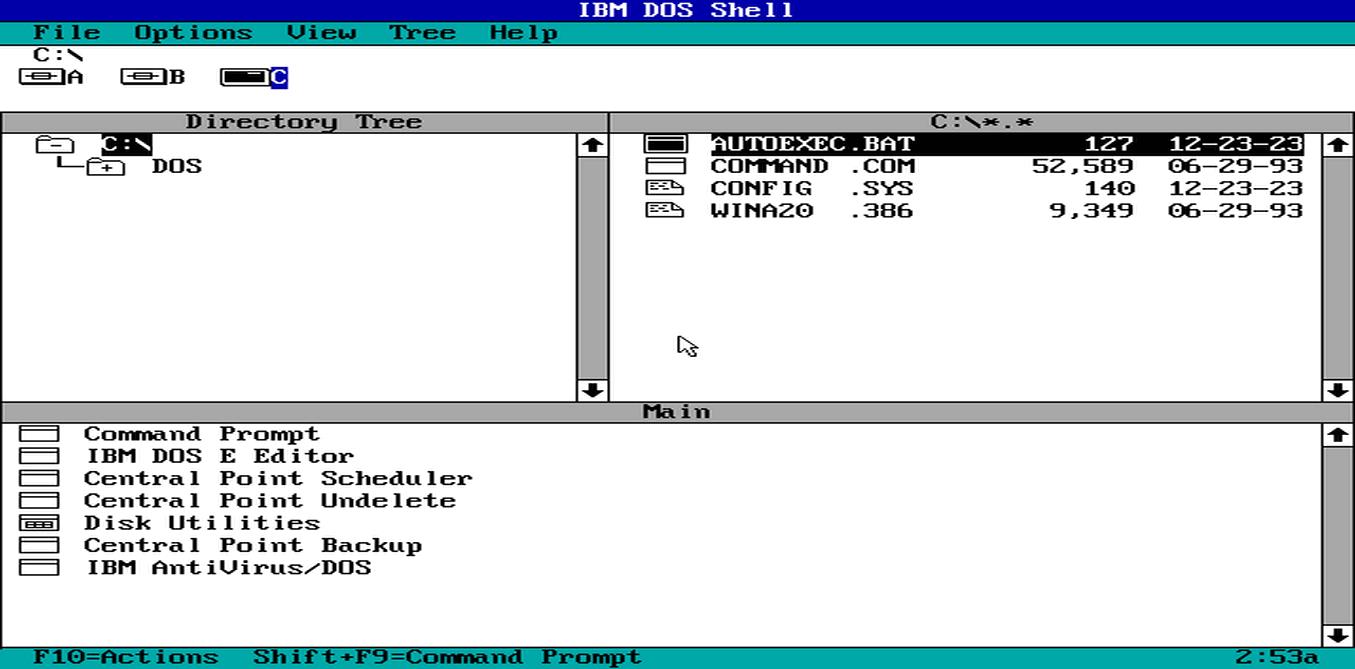 IBM DOS Shell
File Options View Tree Help
C:\
A B C
Directory Tree
C:\*.*
C:\
DOS
AUTOEXEC.BAT 127 12-23-23
COMMAND .COM 52,589 06-29-93
CONFIG .SYS 140 12-23-23
WINA20 .386 9,349 06-29-93
Main
Command Prompt
IBM DOS E Editor
Central Point Scheduler
Central Point Undelete
Disk Utilities
Central Point Backup
IBM AntiVirus/DOS
F10=Actions Shift+F9=Command Prompt 2:53a